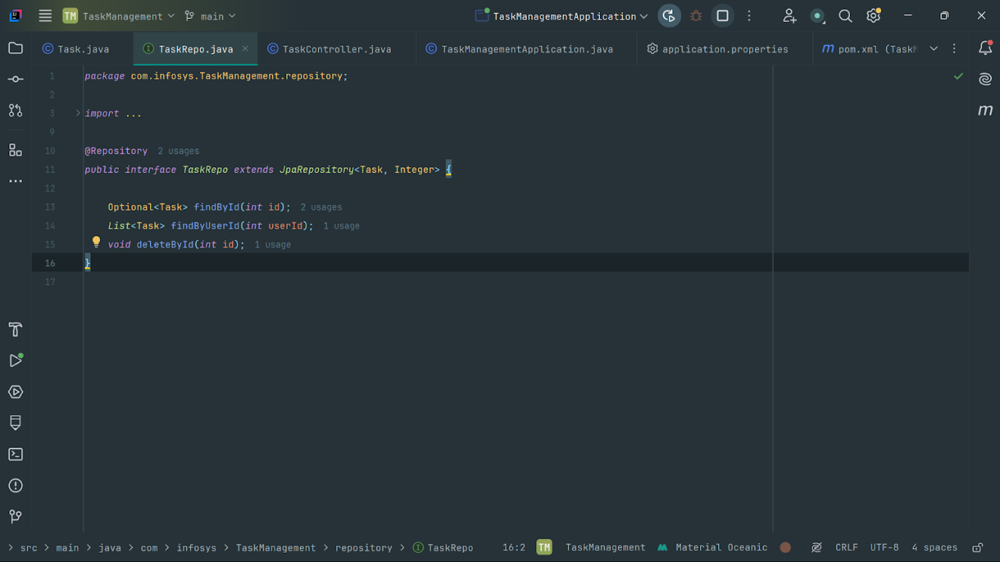 TM TaskManagement main TaskManagementApplication
Task.java TaskRepo.java TaskController.java TaskManagementApplication.java application.properties m pom.xml (Task
1 package com.infosys.TaskManagement.repository;
2
3 import ...
9
10 @Repository 2 usages
11 public interface TaskRepo extends JpaRepository<Task, Integer> {
12
13 Optional<Task> findById(int id); 2 usages
14 List<Task> findByUserId(int userId); 1 usage
15 void deleteById(int id); 1 usage
16 }
17
src > main > java > com > infosys > TaskManagement > repository > TaskRepo 16:2 TM TaskManagement Material Oceanic CRLF UTF-8 4 spaces